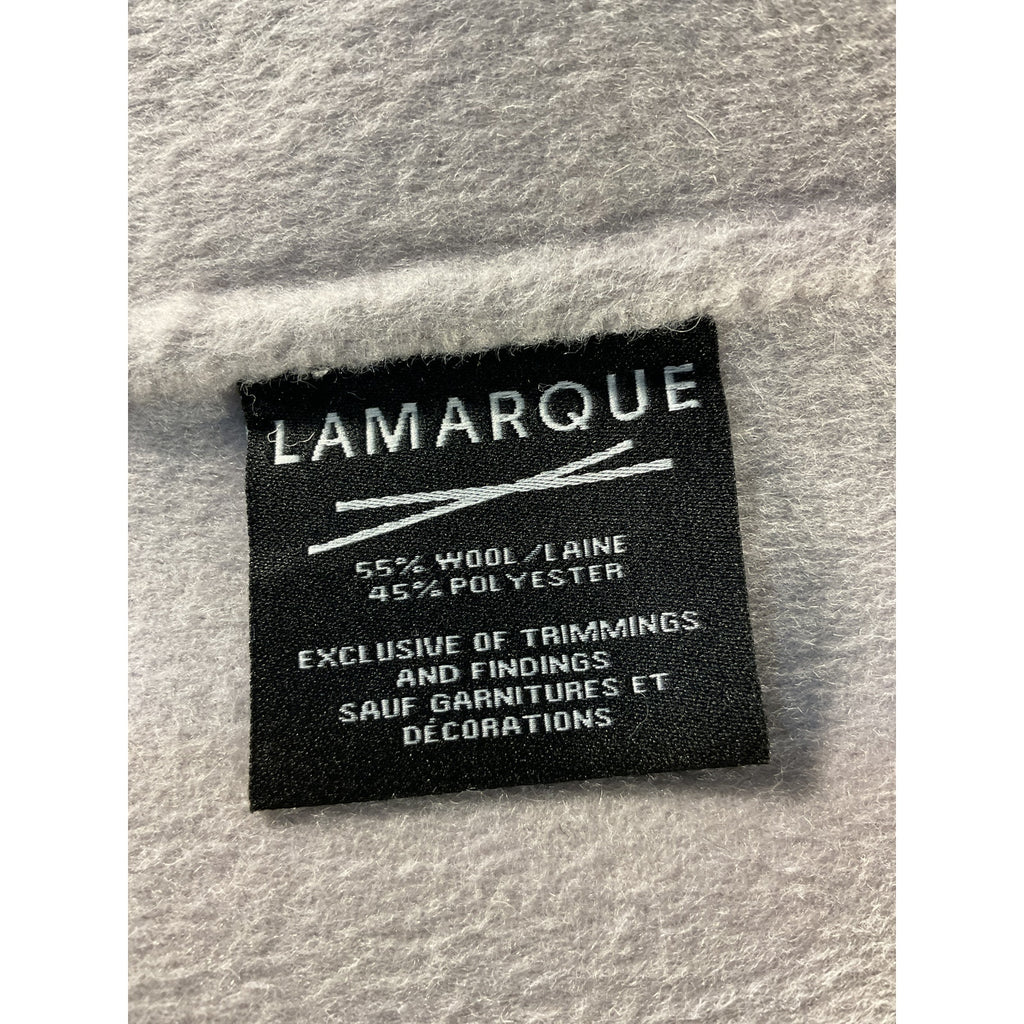 LAMARQUE
55% WOOL/LAINE
45% POLYESTER
EXCLUSIVE OF TRIMMINGS
AND FINDINGS
SAUF GARNITURES ET
DÉCORATIONS